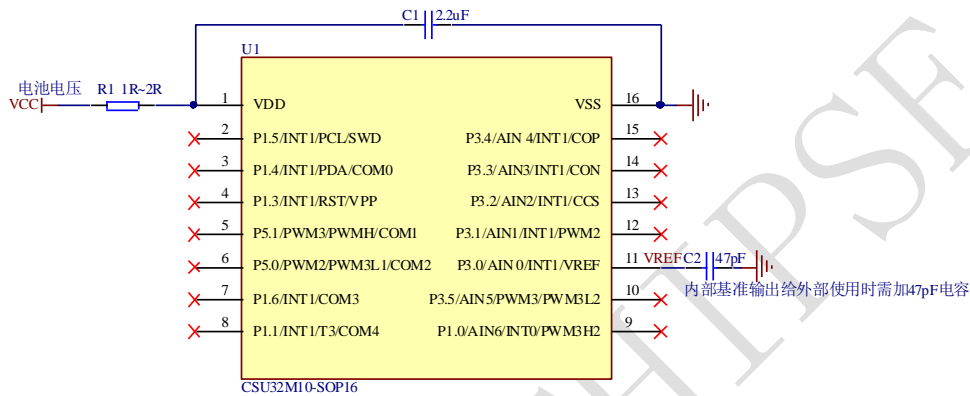 C1 2.2uF
U1
电池电压
R1 1R~2R
VCC
1 VDD VSS 16
2 P1.5/INT1/PCL/SWD P3.4/AIN 4/INT1/COP 15
3 P1.4/INT1/PDA/COM0 P3.3/AIN3/INT1/CON 14
4 P1.3/INT1/RST/VPP P3.2/AIN2/INT1/CCS 13
5 P5.1/PWM3/PWMH/COM1 P3.1/AIN1/INT1/PWM2 12
6 P5.0/PWM2/PWM3L1/COM2 P3.0/AIN 0/INT1/VREF 11 VREF C2 47pF
内部基准输出给外部使用时需加47pF电容
7 P1.6/INT1/COM3 P3.5/AIN5/PWM3/PWM3L2 10
8 P1.1/INT1/T3/COM4 P1.0/AIN6/INT0/PWM3H2 9
CSU32M10-SOP16
HIPSE